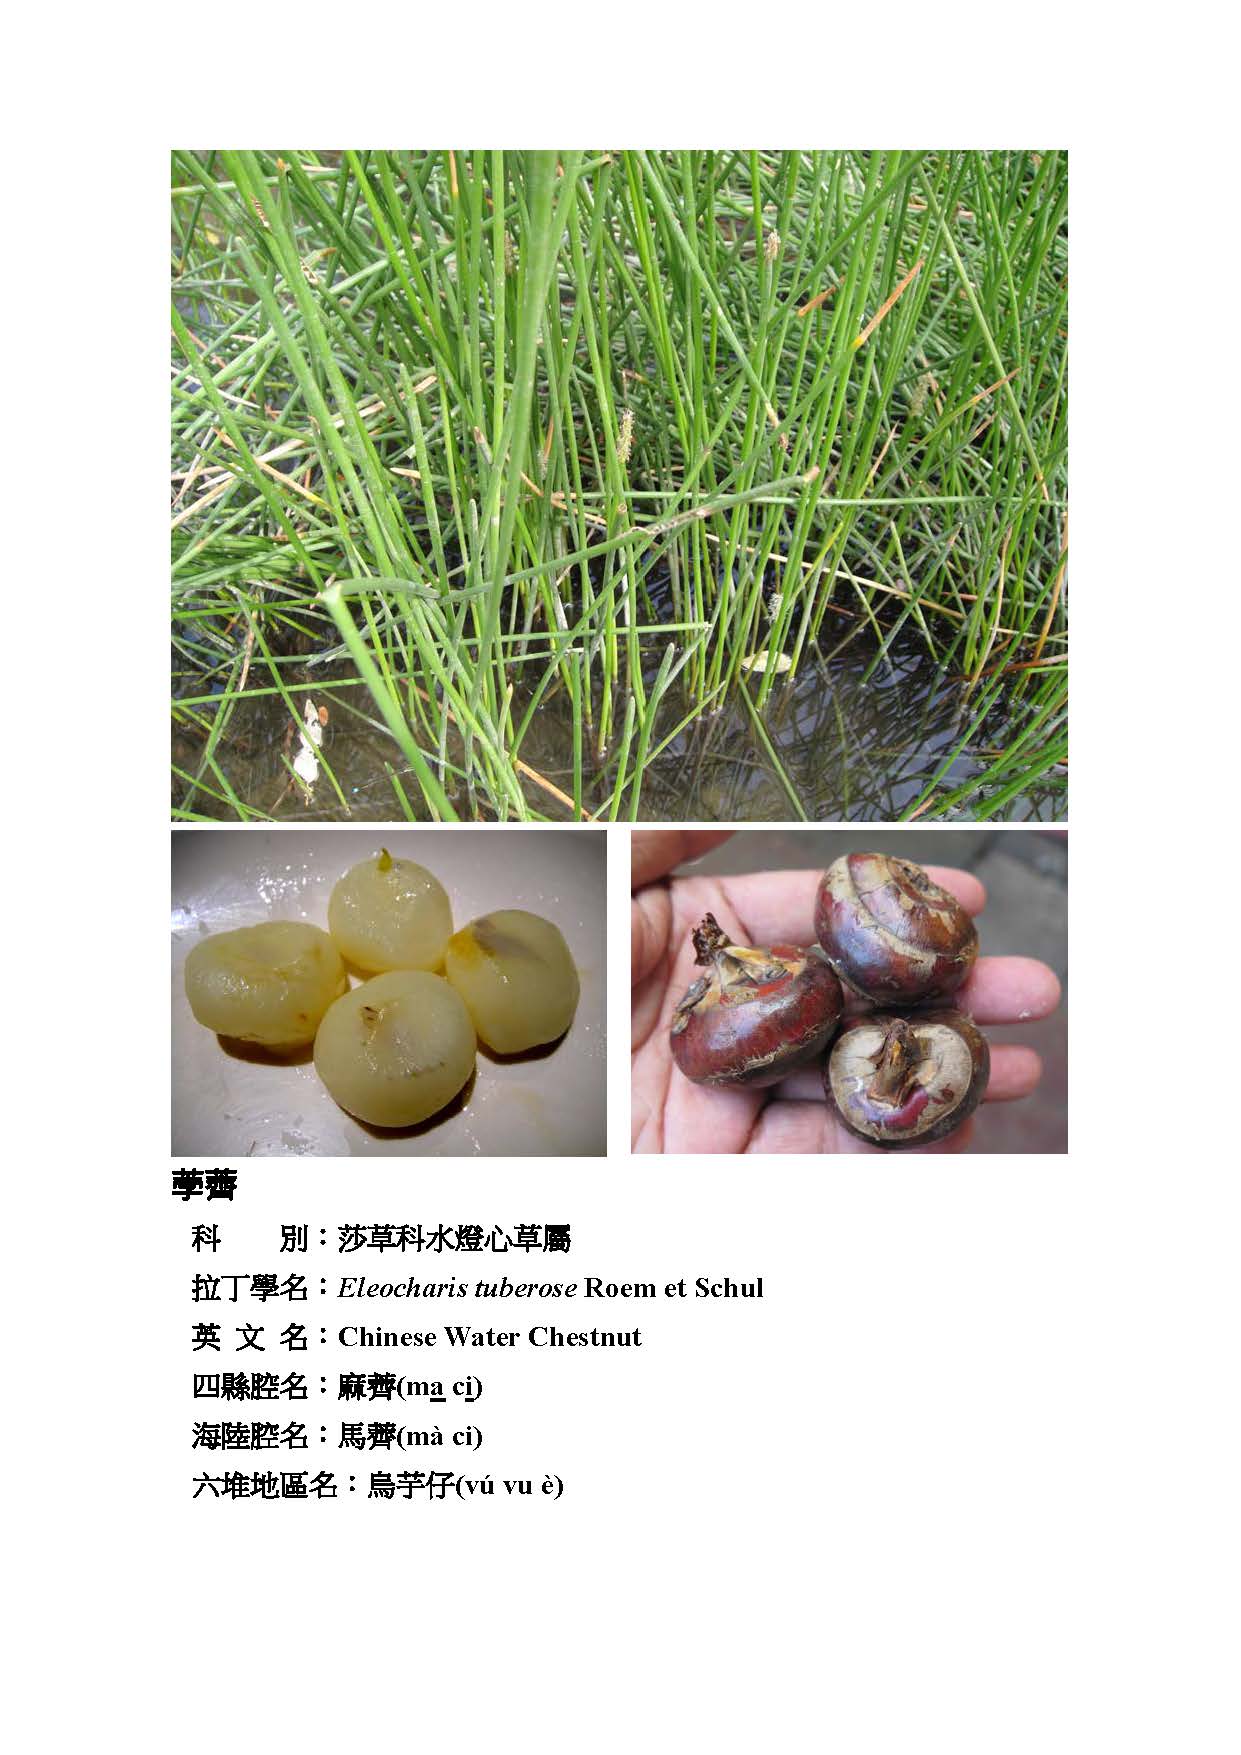 荸薺
科　　別：莎草科水燈心草屬
拉丁學名：Eleocharis tuberose Roem et Schul
英 文 名：Chinese Water Chestnut
四縣腔名：麻薺(ma ci)
海陸腔名：馬薺(mà ci)
六堆地區名：烏芋仔(vú vu è)